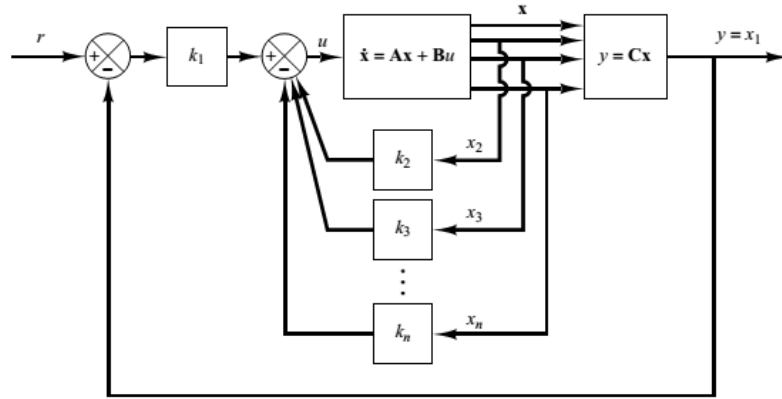 x
r
+
-
k₁
+
-
u
ẋ = Ax + Bu
y = Cx
y = x₁
k₂
x₂
k₃
x₃
⋮
kₙ
xₙ